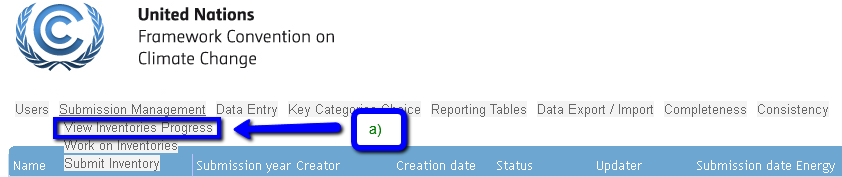 United Nations
Framework Convention on
Climate Change
Users Submission Management Data Entry Key Categories Choice Reporting Tables Data Export / Import Completeness Consistency
View Inventories Progress
a)
Work on Inventories
Submit Inventory
Name Submission year Creator Creation date Status Updater Submission date Energy